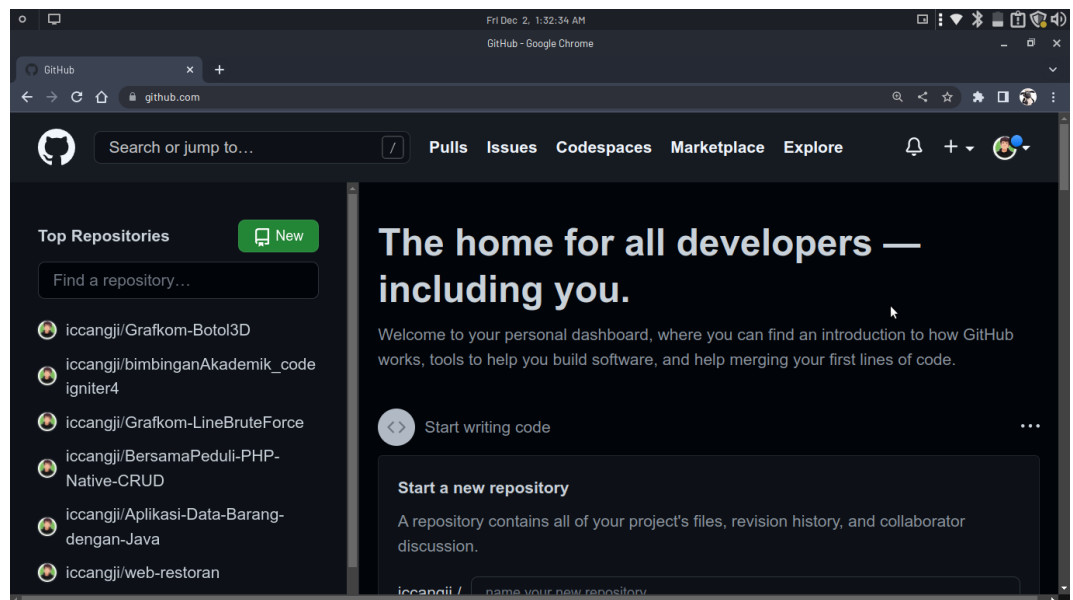 Fri Dec 2, 1:32:34 AM
GitHub - Google Chrome
GitHub
github.com
Search or jump to…
/
Pulls Issues Codespaces Marketplace Explore
Top Repositories
New
Find a repository…
iccangji/Grafkom-Botol3D
iccangji/bimbinganAkademik_code
igniter4
iccangji/Grafkom-LineBruteForce
iccangji/BersamaPeduli-PHP-
Native-CRUD
iccangji/Aplikasi-Data-Barang-
dengan-Java
iccangji/web-restoran
The home for all developers —
including you.
Welcome to your personal dashboard, where you can find an introduction to how GitHub
works, tools to help you build software, and help merging your first lines of code.
Start writing code
Start a new repository
A repository contains all of your project's files, revision history, and collaborator
discussion.
iccangji /
name your new repository